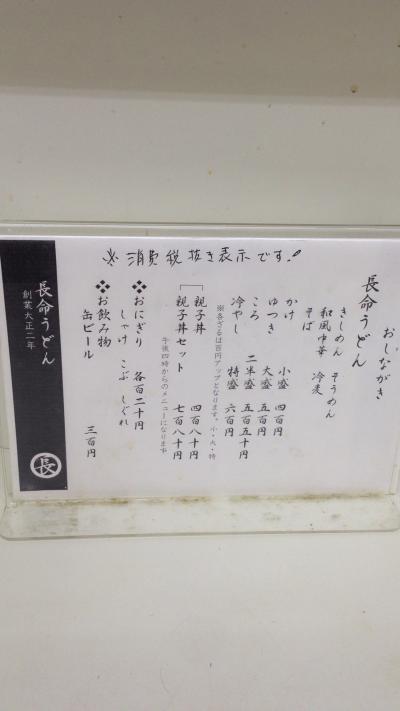 ※消費税抜き表示です!
おしながき
長命うどん
きしめん　そうめん
和風中華　冷麦
そば
かけ　小盛　四百円
ゆつき　大盛　五百円
ころ　二半盛　五百五十円
冷やし　特盛　六百円
※各ざるは百円アップとなります。小・大・特
親子丼　四百八十円
親子丼セット　七百八十円
午後四時からのメニューになります
❖おにぎり　各百二十円
しゃけ　こぶ　しぐれ
❖お飲み物
缶ビール　三百円
長命うどん
創業大正二年
長